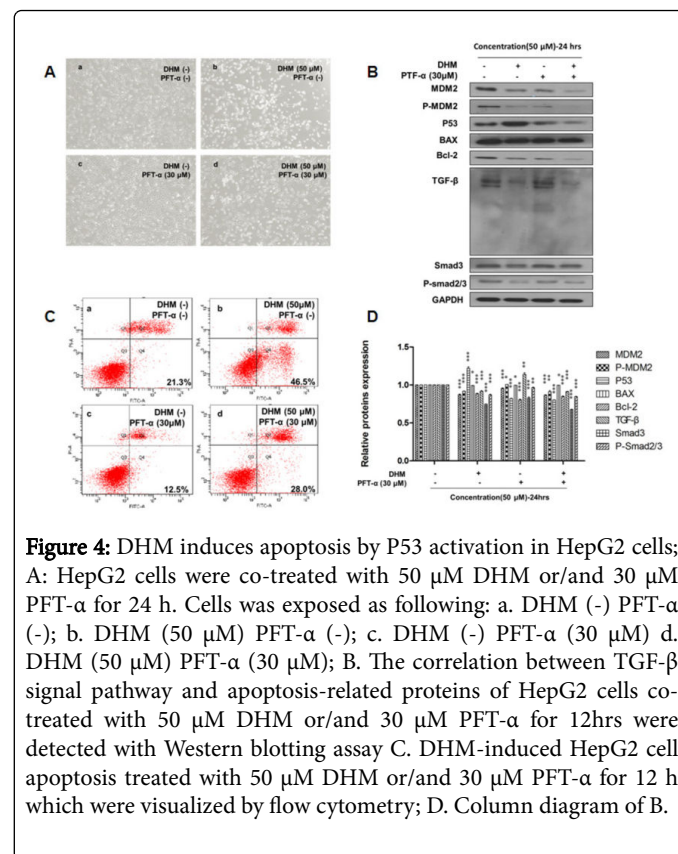 A
a
DHM (-)
PFT-α (-)
b
DHM (50 μM)
PFT-α (-)
c
DHM (-)
PFT-α (30 μM)
d
DHM (50 μM)
PFT-α (30 μM)
B
Concentration(50 μM)-24 hrs
DHM - + - +
PTF-α (30μM) - - + +
MDM2
P-MDM2
P53
BAX
Bcl-2
TGF-β
Smad3
P-smad2/3
GAPDH
C
a
DHM (-)
PFT-α (-)
21.3%
b
DHM (50μM)
PFT-α (-)
46.5%
c
DHM (-)
PFT-α (30μM)
12.5%
d
DHM (50 μM)
PFT-α (30μM)
28.0%
PI-A
FITC-A
D
Relative proteins expression
1.5
1.0
0.5
0.0
MDM2
P-MDM2
P53
BAX
Bcl-2
TGF-β
Smad3
P-Smad2/3
DHM - + - +
PFT-α (30 μM) - - + +
Concentration(50 μM)-24hrs
Figure 4: DHM induces apoptosis by P53 activation in HepG2 cells;
A: HepG2 cells were co-treated with 50 μM DHM or/and 30 μM
PFT-α for 24 h. Cells was exposed as following: a. DHM (-) PFT-α
(-); b. DHM (50 μM) PFT-α (-); c. DHM (-) PFT-α (30 μM) d.
DHM (50 μM) PFT-α (30 μM); B. The correlation between TGF-β
signal pathway and apoptosis-related proteins of HepG2 cells co-
treated with 50 μM DHM or/and 30 μM PFT-α for 12hrs were
detected with Western blotting assay C. DHM-induced HepG2 cell
apoptosis treated with 50 μM DHM or/and 30 μM PFT-α for 12 h
which were visualized by flow cytometry; D. Column diagram of B.